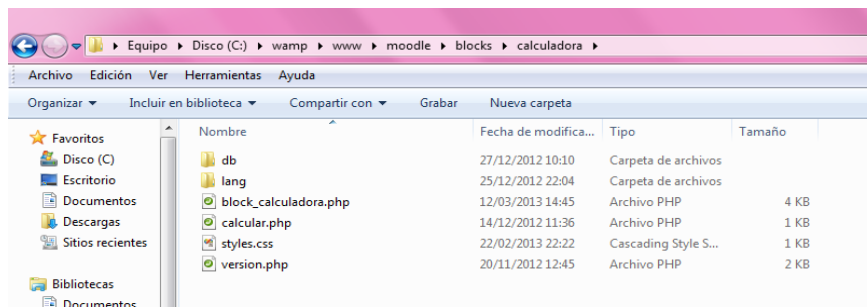 Equipo ▸ Disco (C:) ▸ wamp ▸ www ▸ moodle ▸ blocks ▸ calculadora ▸
Archivo Edición Ver Herramientas Ayuda
Organizar Incluir en biblioteca Compartir con Grabar Nueva carpeta
Favoritos
Disco (C)
Escritorio
Documentos
Descargas
Sitios recientes
Bibliotecas
Documentos
Nombre Fecha de modifica... Tipo Tamaño
db 27/12/2012 10:10 Carpeta de archivos
lang 25/12/2012 22:04 Carpeta de archivos
block_calculadora.php 12/03/2013 14:45 Archivo PHP 4 KB
calcular.php 14/12/2012 11:36 Archivo PHP 1 KB
styles.css 22/02/2013 22:22 Cascading Style S... 1 KB
version.php 20/11/2012 12:45 Archivo PHP 2 KB